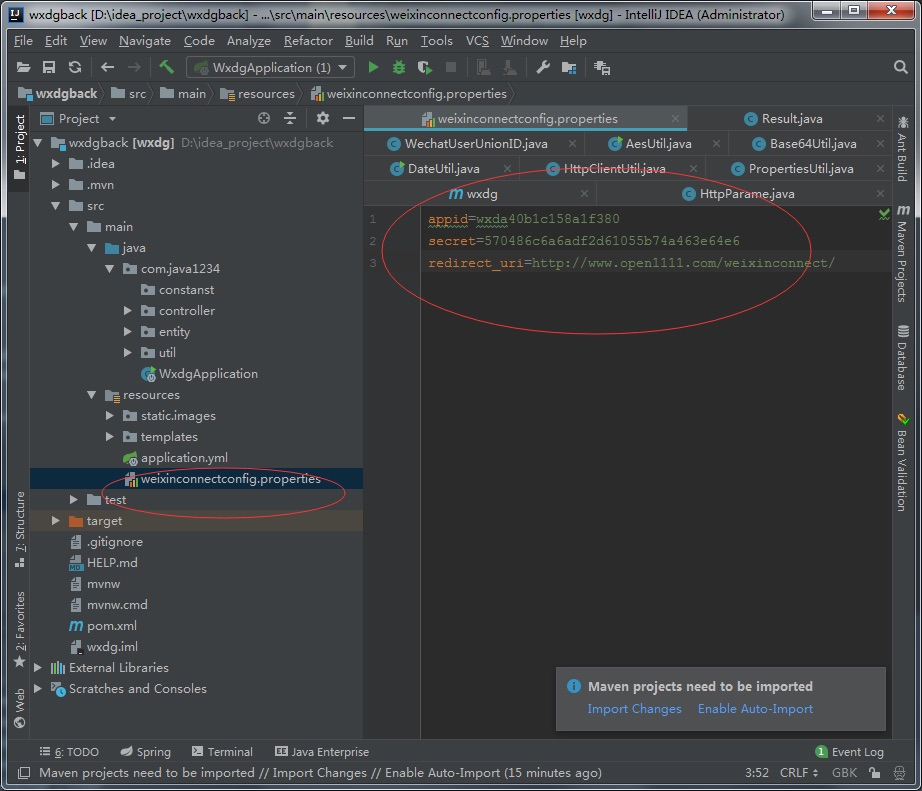 wxdgback [D:\idea_project\wxdgback] - ...\src\main\resources\weixinconnectconfig.properties [wxdg] - IntelliJ IDEA (Administrator)
File Edit View Navigate Code Analyze Refactor Build Run Tools VCS Window Help
WxdgApplication (1)
wxdgback src main resources weixinconnectconfig.properties
1: Project
Project
wxdgback [wxdg] D:\idea_project\wxdgback
.idea
.mvn
src
main
java
com.java1234
constanst
controller
entity
util
WxdgApplication
resources
static.images
templates
application.yml
weixinconnectconfig.properties
test
target
.gitignore
HELP.md
mvnw
mvnw.cmd
pom.xml
wxdg.iml
External Libraries
Scratches and Consoles
7: Structure
2: Favorites
Web
weixinconnectconfig.properties Result.java
WechatUserUnionID.java AesUtil.java Base64Util.java
DateUtil.java HttpClientUtil.java PropertiesUtil.java
wxdg HttpParame.java
1 appid=wxda40b1c158a1f380
2 secret=570486c6a6adf2d61055b74a463e64e6
3 redirect_uri=http://www.open1111.com/weixinconnect/
Ant Build
Maven Projects
Database
Bean Validation
Maven projects need to be imported
Import Changes Enable Auto-Import
6: TODO Spring Terminal Java Enterprise 1 Event Log
Maven projects need to be imported // Import Changes // Enable Auto-Import (15 minutes ago) 3:52 CRLF GBK